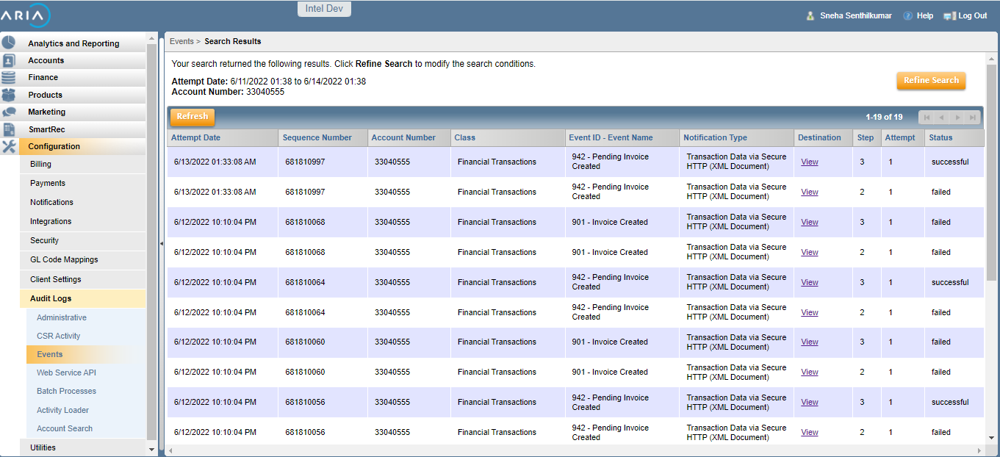 ARIA
Intel Dev
Sneha Senthilkumar Help Log Out
Analytics and Reporting
Accounts
Finance
Products
Marketing
SmartRec
Configuration
Billing
Payments
Notifications
Integrations
Security
GL Code Mappings
Client Settings
Audit Logs
Administrative
CSR Activity
Events
Web Service API
Batch Processes
Activity Loader
Account Search
Utilities
Events > Search Results
Your search returned the following results. Click Refine Search to modify the search conditions.
Attempt Date: 6/11/2022 01:38 to 6/14/2022 01:38
Account Number: 33040555
Refine Search
Refresh
1-19 of 19
Attempt Date Sequence Number Account Number Class Event ID - Event Name Notification Type Destination Step Attempt Status
6/13/2022 01:33:08 AM 681810997 33040555 Financial Transactions 942 - Pending Invoice Created Transaction Data via Secure HTTP (XML Document) View 3 1 successful
6/13/2022 01:33:08 AM 681810997 33040555 Financial Transactions 942 - Pending Invoice Created Transaction Data via Secure HTTP (XML Document) View 2 1 failed
6/12/2022 10:10:04 PM 681810068 33040555 Financial Transactions 901 - Invoice Created Transaction Data via Secure HTTP (XML Document) View 3 1 failed
6/12/2022 10:10:04 PM 681810068 33040555 Financial Transactions 901 - Invoice Created Transaction Data via Secure HTTP (XML Document) View 2 1 failed
6/12/2022 10:10:04 PM 681810064 33040555 Financial Transactions 942 - Pending Invoice Created Transaction Data via Secure HTTP (XML Document) View 3 1 successful
6/12/2022 10:10:04 PM 681810064 33040555 Financial Transactions 942 - Pending Invoice Created Transaction Data via Secure HTTP (XML Document) View 2 1 failed
6/12/2022 10:10:04 PM 681810060 33040555 Financial Transactions 901 - Invoice Created Transaction Data via Secure HTTP (XML Document) View 3 1 failed
6/12/2022 10:10:04 PM 681810060 33040555 Financial Transactions 901 - Invoice Created Transaction Data via Secure HTTP (XML Document) View 2 1 failed
6/12/2022 10:10:04 PM 681810056 33040555 Financial Transactions 942 - Pending Invoice Created Transaction Data via Secure HTTP (XML Document) View 3 1 successful
6/12/2022 10:10:04 PM 681810056 33040555 Financial Transactions 942 - Pending Invoice Created Transaction Data via Secure HTTP (XML Document) View 2 1 failed